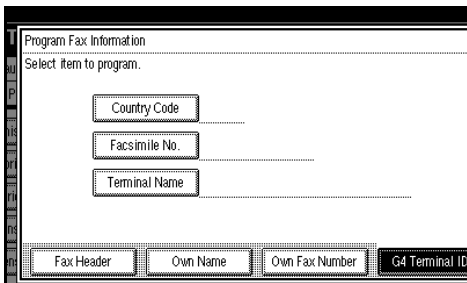 Program Fax Information
Select item to program.
Country Code
Facsimile No.
Terminal Name
Fax Header Own Name Own Fax Number G4 Terminal ID